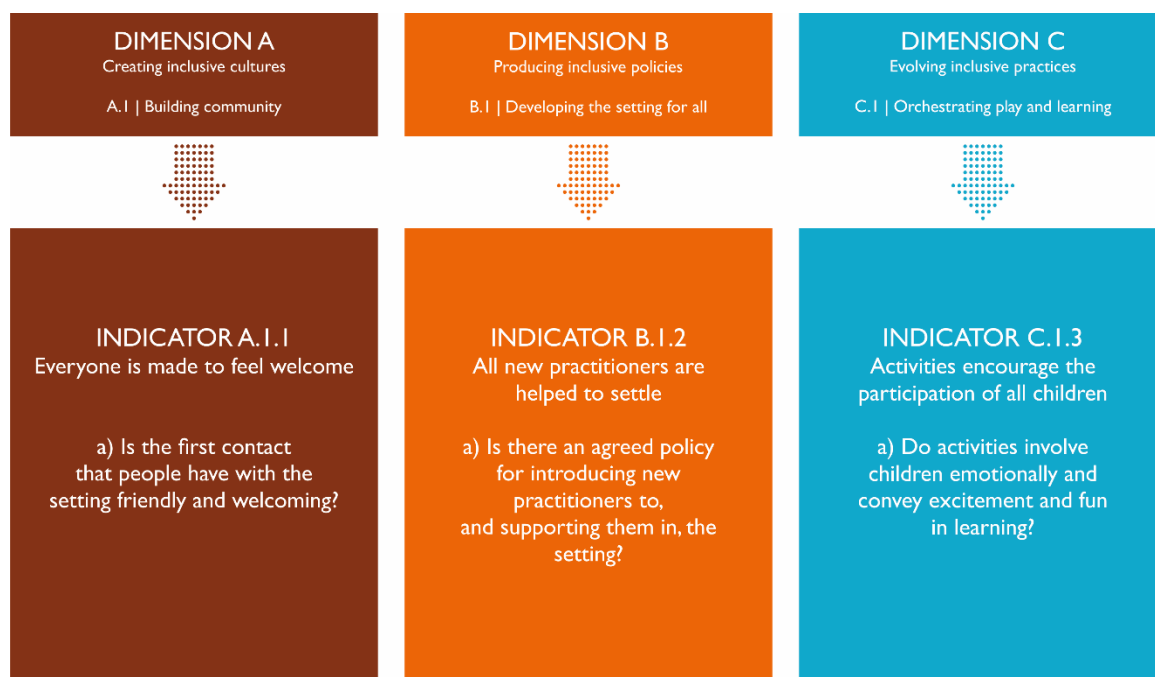 DIMENSION A
Creating inclusive cultures
A.1 | Building community
DIMENSION B
Producing inclusive policies
B.1 | Developing the setting for all
DIMENSION C
Evolving inclusive practices
C.1 | Orchestrating play and learning
INDICATOR A.1.1
Everyone is made to feel welcome
a) Is the first contact
that people have with the
setting friendly and welcoming?
INDICATOR B.1.2
All new practitioners are
helped to settle
a) Is there an agreed policy
for introducing new
practitioners to,
and supporting them in, the
setting?
INDICATOR C.1.3
Activities encourage the
participation of all children
a) Do activities involve
children emotionally and
convey excitement and fun
in learning?